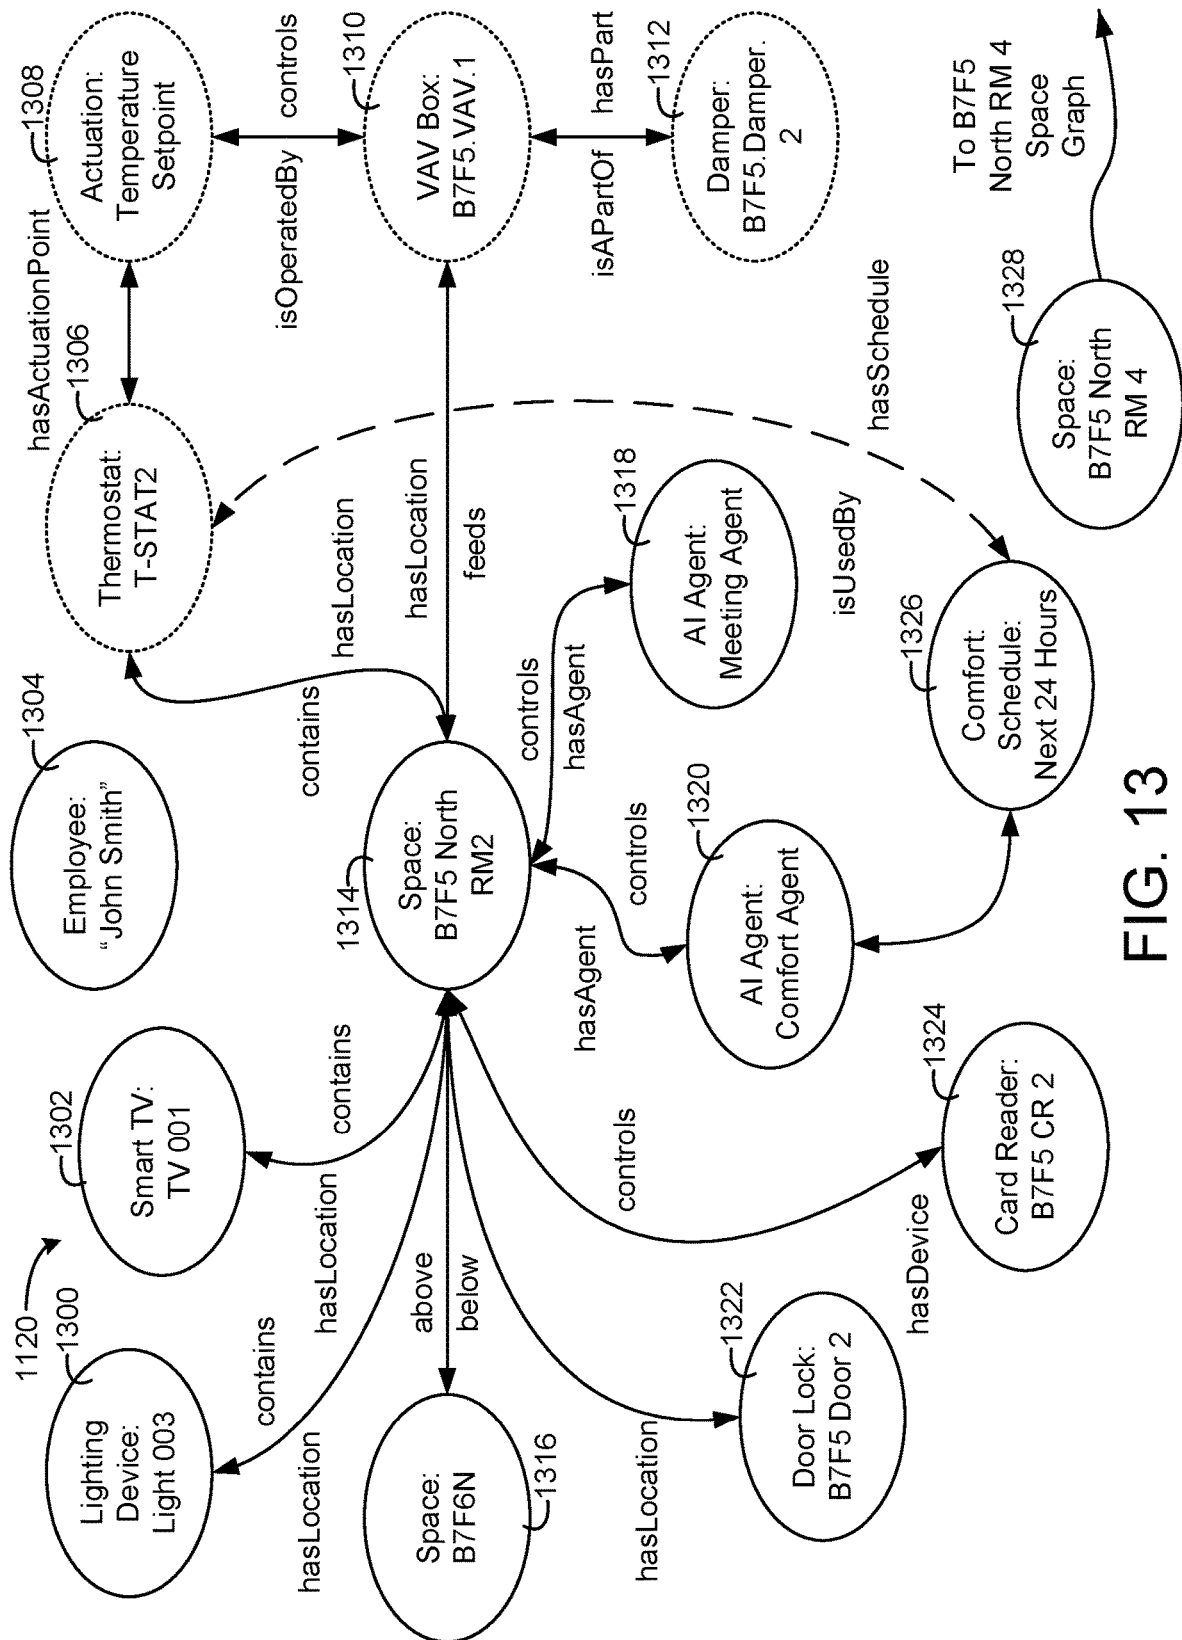 1120
1300
Lighting
Device:
Light 003
1302
Smart TV:
TV 001
1304
Employee:
“John Smith”
1306
Thermostat:
T-STAT2
hasActuationPoint
1308
Actuation:
Temperature
Setpoint
hasLocation
contains
hasLocation
contains
contains
hasLocation
isOperatedBy
controls
1316
Space:
B7F6N
above
below
1314
Space:
B7F5 North
RM2
hasLocation
feeds
1310
VAV Box:
B7F5.VAV.1
isAPartOf
hasPart
1312
Damper:
B7F5.Damper.
2
hasLocation
1322
Door Lock:
B7F5 Door 2
controls
hasDevice
1324
Card Reader:
B7F5 CR 2
hasAgent
controls
1320
AI Agent:
Comfort Agent
controls
hasAgent
1318
AI Agent:
Meeting Agent
isUsedBy
hasSchedule
1326
Comfort:
Schedule:
Next 24 Hours
1328
Space:
B7F5 North
RM 4
To B7F5
North RM 4
Space
Graph
FIG. 13